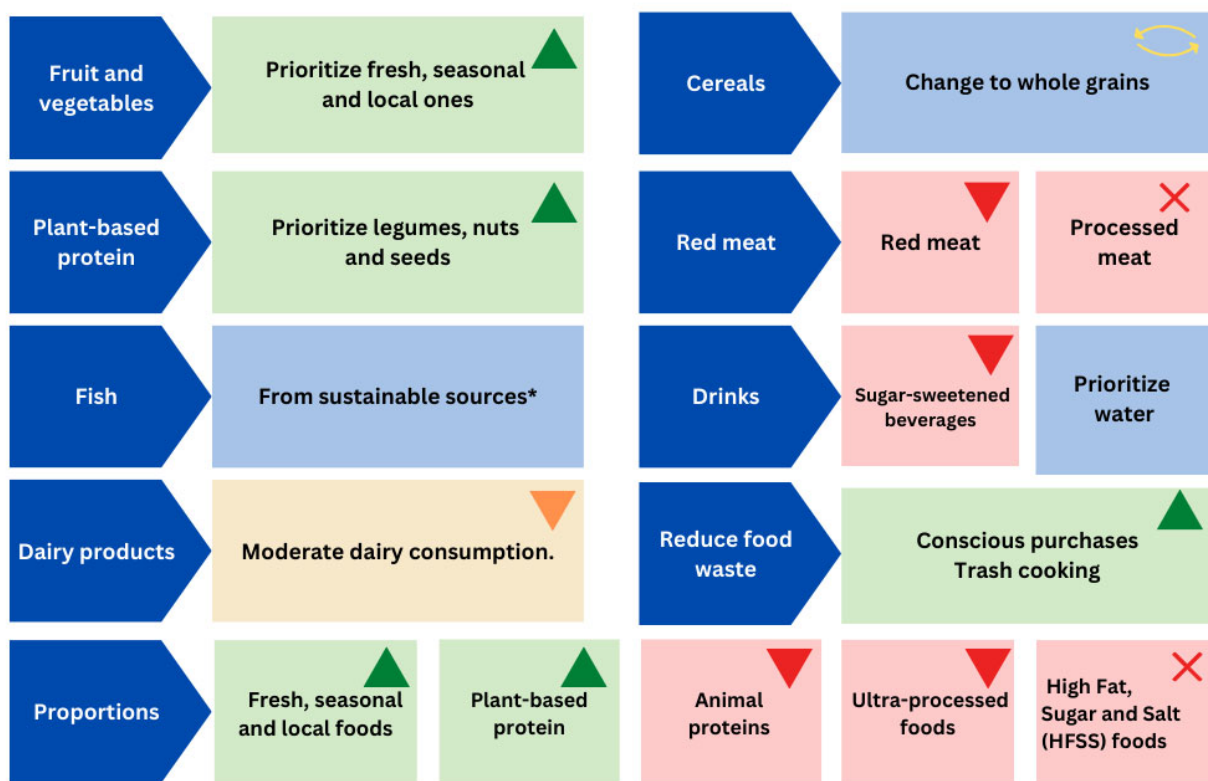 Fruit and
vegetables
Prioritize fresh, seasonal
and local ones
Cereals
Change to whole grains
Plant-based
protein
Prioritize legumes, nuts
and seeds
Red meat
Red meat
Processed
meat
Fish
From sustainable sources*
Drinks
Sugar-sweetened
beverages
Prioritize
water
Dairy products
Moderate dairy consumption.
Reduce food
waste
Conscious purchases
Trash cooking
Proportions
Fresh, seasonal
and local foods
Plant-based
protein
Animal
proteins
Ultra-processed
foods
High Fat,
Sugar and Salt
(HFSS) foods